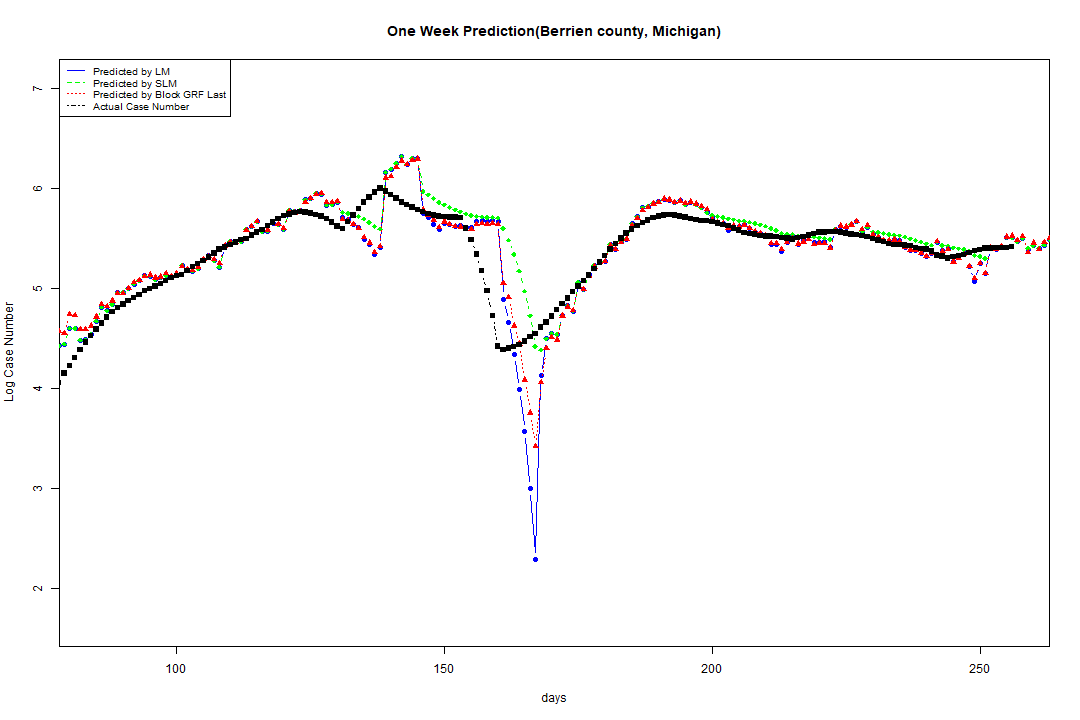 One Week Prediction(Berrien county, Michigan)
Predicted by LM
Predicted by SLM
Predicted by Block GRF Last
Actual Case Number
7
6
5
4
3
2
Log Case Number
100 150 200 250
days